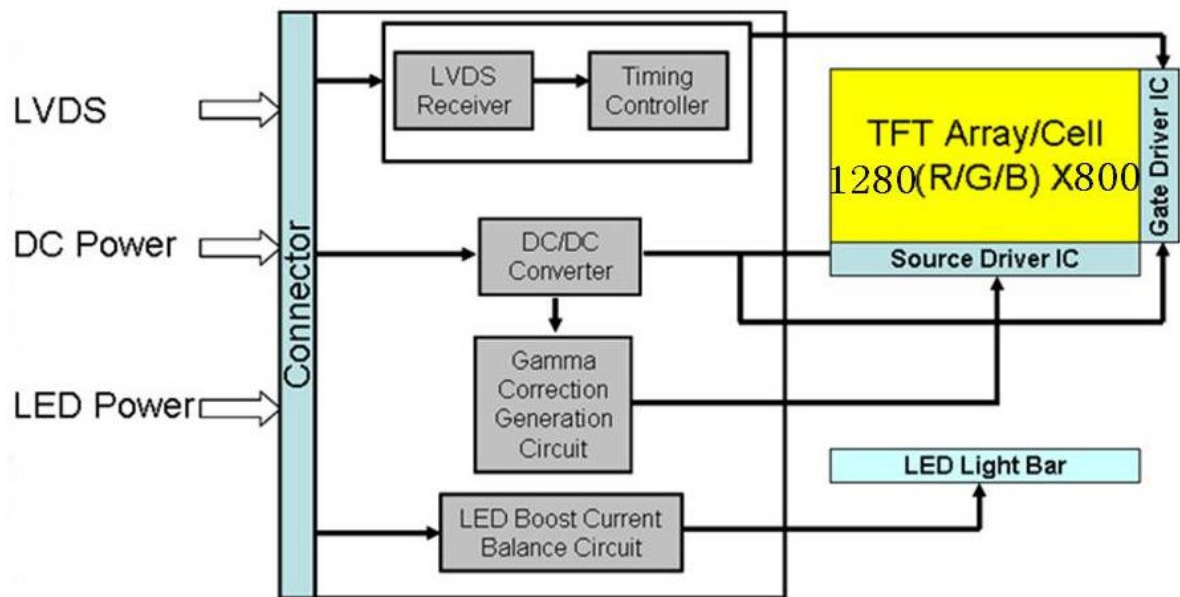 LVDS
DC Power
LED Power
Connector
LVDS
Receiver
Timing
Controller
DC/DC
Converter
Gamma
Correction
Generation
Circuit
LED Boost Current
Balance Circuit
TFT Array/Cell
1280(R/G/B) X800
Gate Driver IC
Source Driver IC
LED Light Bar